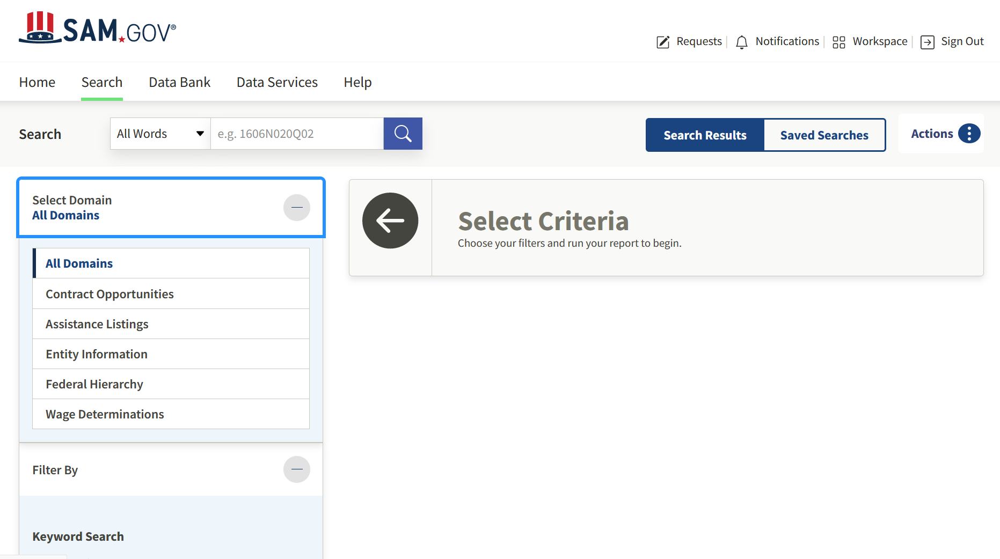 SAM.GOV®
Requests
Notifications
Workspace
Sign Out
Home
Search
Data Bank
Data Services
Help
Search
All Words
e.g. 1606N020Q02
Search Results
Saved Searches
Actions
Select Domain
All Domains
All Domains
Contract Opportunities
Assistance Listings
Entity Information
Federal Hierarchy
Wage Determinations
Filter By
Keyword Search
Select Criteria
Choose your filters and run your report to begin.